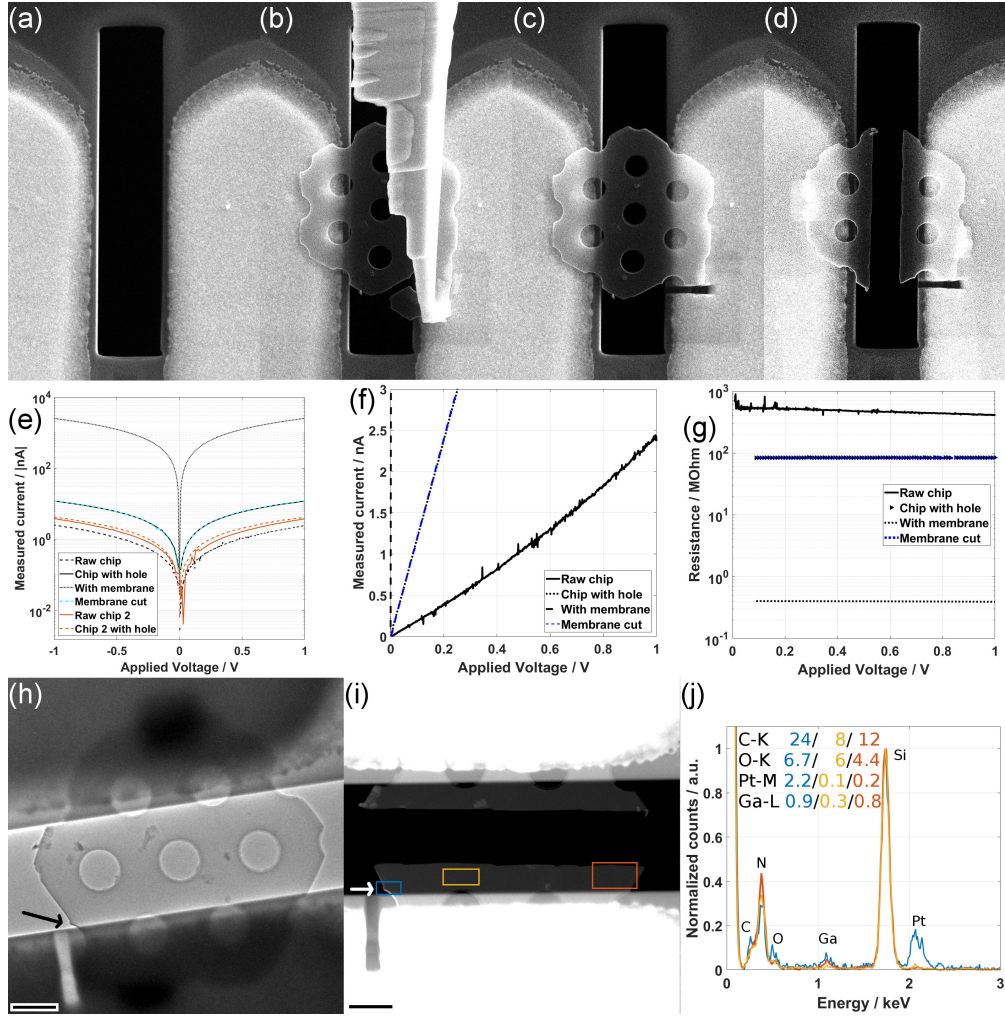 (a)
(b)
(c)
(d)
(e)
Measured current / |nA|
10^4
10^2
10^0
10^-2
Raw chip
Chip with hole
With membrane
Membrane cut
Raw chip 2
Chip 2 with hole
-1
-0.5
0
0.5
1
Applied Voltage / V
(f)
Measured current / nA
3
2.5
2
1.5
1
0.5
0
Raw chip
Chip with hole
With membrane
Membrane cut
0
0.2
0.4
0.6
0.8
1
Applied Voltage / V
(g)
Resistance / MOhm
10^3
10^2
10^1
10^0
10^-1
Raw chip
Chip with hole
With membrane
Membrane cut
0
0.2
0.4
0.6
0.8
1
Applied Voltage / V
(h)
(i)
(j)
Normalized counts / a.u.
1
0.8
0.6
0.4
0.2
0
C-K 24/ 8/ 12
O-K 6.7/ 6/4.4
Pt-M 2.2/0.1/0.2
Ga-L 0.9/0.3/0.8
Si
N
C
O
Ga
Pt
0
1
2
3
Energy / keV